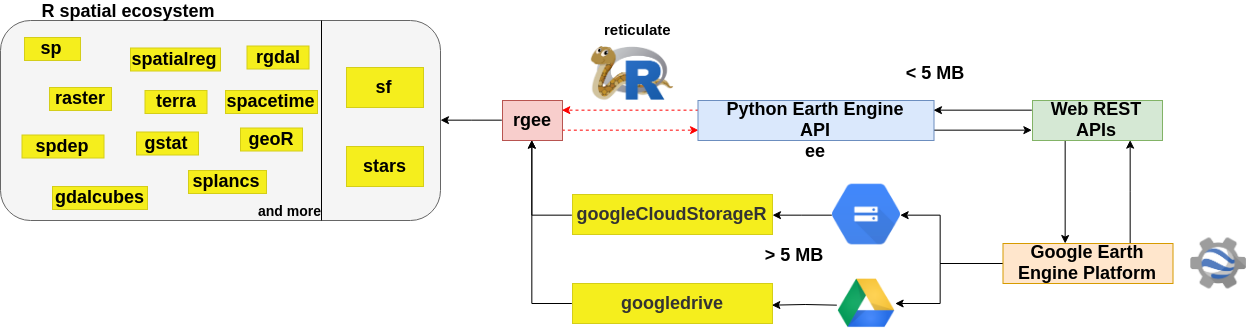 R spatial ecosystem
sp
spatialreg
rgdal
raster
terra
spacetime
spdep
gstat
geoR
splancs
gdalcubes
and more
sf
stars
rgee
reticulate
R
Python Earth Engine
API
ee
< 5 MB
Web REST
APIs
googleCloudStorageR
> 5 MB
googledrive
Google Earth
Engine Platform